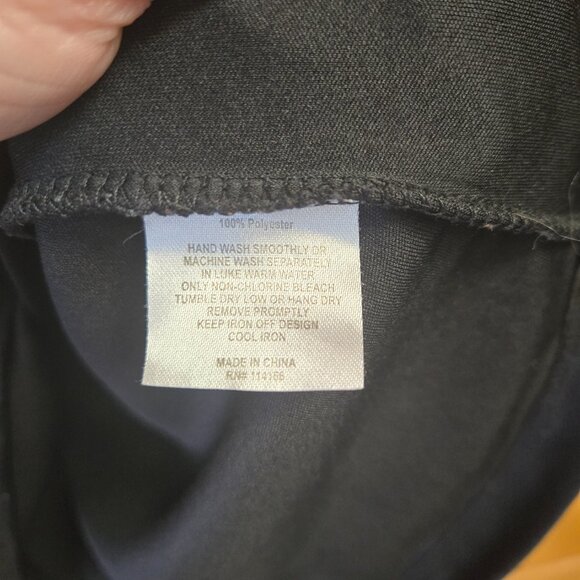 100% Polyester
HAND WASH SMOOTHLY OR
MACHINE WASH SEPARATELY
IN LUKE WARM WATER
ONLY NON-CHLORINE BLEACH
TUMBLE DRY LOW OR HANG DRY
REMOVE PROMPTLY
KEEP IRON OFF DESIGN
COOL IRON
MADE IN CHINA
RN# 114166